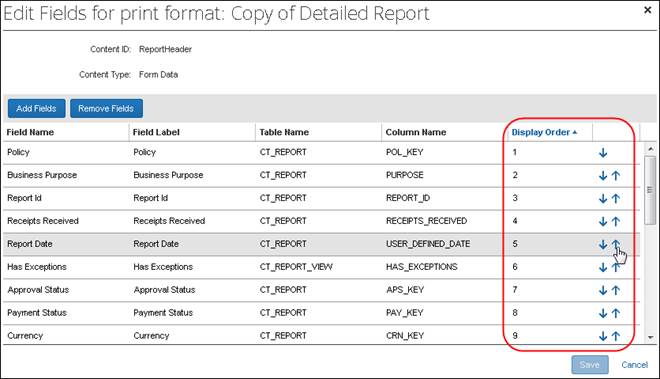 Edit Fields for print format: Copy of Detailed Report
Content ID: ReportHeader
Content Type: Form Data
Add Fields Remove Fields
Field Name Field Label Table Name Column Name Display Order
Policy Policy CT_REPORT POL_KEY 1
Business Purpose Business Purpose CT_REPORT PURPOSE 2
Report Id Report Id CT_REPORT REPORT_ID 3
Receipts Received Receipts Received CT_REPORT RECEIPTS_RECEIVED 4
Report Date Report Date CT_REPORT USER_DEFINED_DATE 5
Has Exceptions Has Exceptions CT_REPORT_VIEW HAS_EXCEPTIONS 6
Approval Status Approval Status CT_REPORT APS_KEY 7
Payment Status Payment Status CT_REPORT PAY_KEY 8
Currency Currency CT_REPORT CRN_KEY 9
Save Cancel